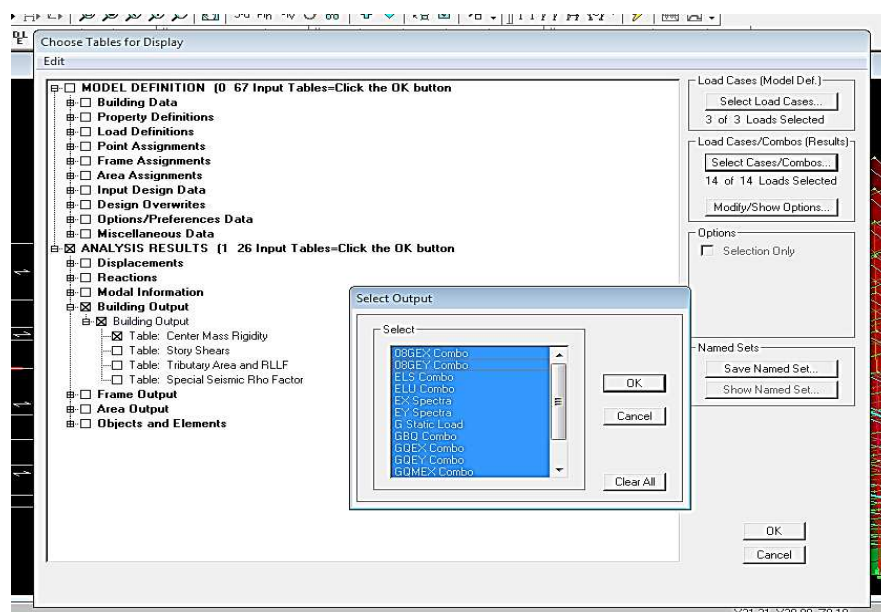 Choose Tables for Display
Edit
MODEL DEFINITION (0 67 Input Tables=Click the OK button
Building Data
Property Definitions
Load Definitions
Point Assignments
Frame Assignments
Area Assignments
Input Design Data
Design Overwrites
Options/Preferences Data
Miscellaneous Data
ANALYSIS RESULTS (1 26 Input Tables=Click the OK button
Displacements
Reactions
Modal Information
Building Output
Building Output
Table: Center Mass Rigidity
Table: Story Shears
Table: Tributary Area and RLLF
Table: Special Seismic Rho Factor
Frame Output
Area Output
Objects and Elements
Load Cases (Model Def.)
Select Load Cases...
3 of 3 Loads Selected
Load Cases/Combos (Results)
Select Cases/Combos...
14 of 14 Loads Selected
Modify/Show Options...
Options
Selection Only
Named Sets
Save Named Set...
Show Named Set...
OK
Cancel
Select Output
Select
08GEX Combo
08GEY Combo
ELS Combo
ELU Combo
EX Spectra
EY Spectra
G Static Load
GBQ Combo
GQEX Combo
GQEY Combo
GQMEX Combo
OK
Cancel
Clear All